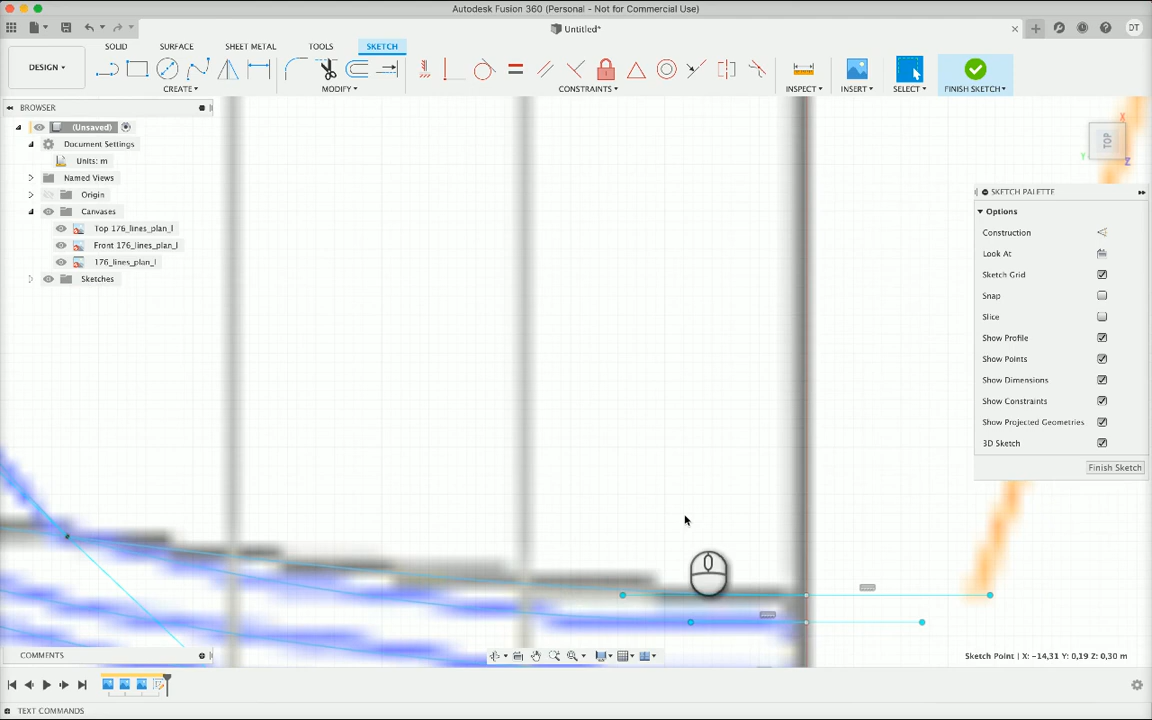 Autodesk Fusion 360 (Personal - Not for Commercial Use)
Untitled*
DT
DESIGN
SOLID SURFACE SHEET METAL TOOLS SKETCH
CREATE MODIFY CONSTRAINTS INSPECT INSERT SELECT FINISH SKETCH
BROWSER
(Unsaved)
Document Settings
Units: m
Named Views
Origin
Canvases
Top 176_lines_plan_l
Front 176_lines_plan_l
176_lines_plan_l
Sketches
TOP
X
Y
Z
SKETCH PALETTE
Options
Construction
Look At
Sketch Grid
Snap
Slice
Show Profile
Show Points
Show Dimensions
Show Constraints
Show Projected Geometries
3D Sketch
Finish Sketch
COMMENTS
Sketch Point | X: -14,31 Y: 0,19 Z: 0,30 m
TEXT COMMANDS